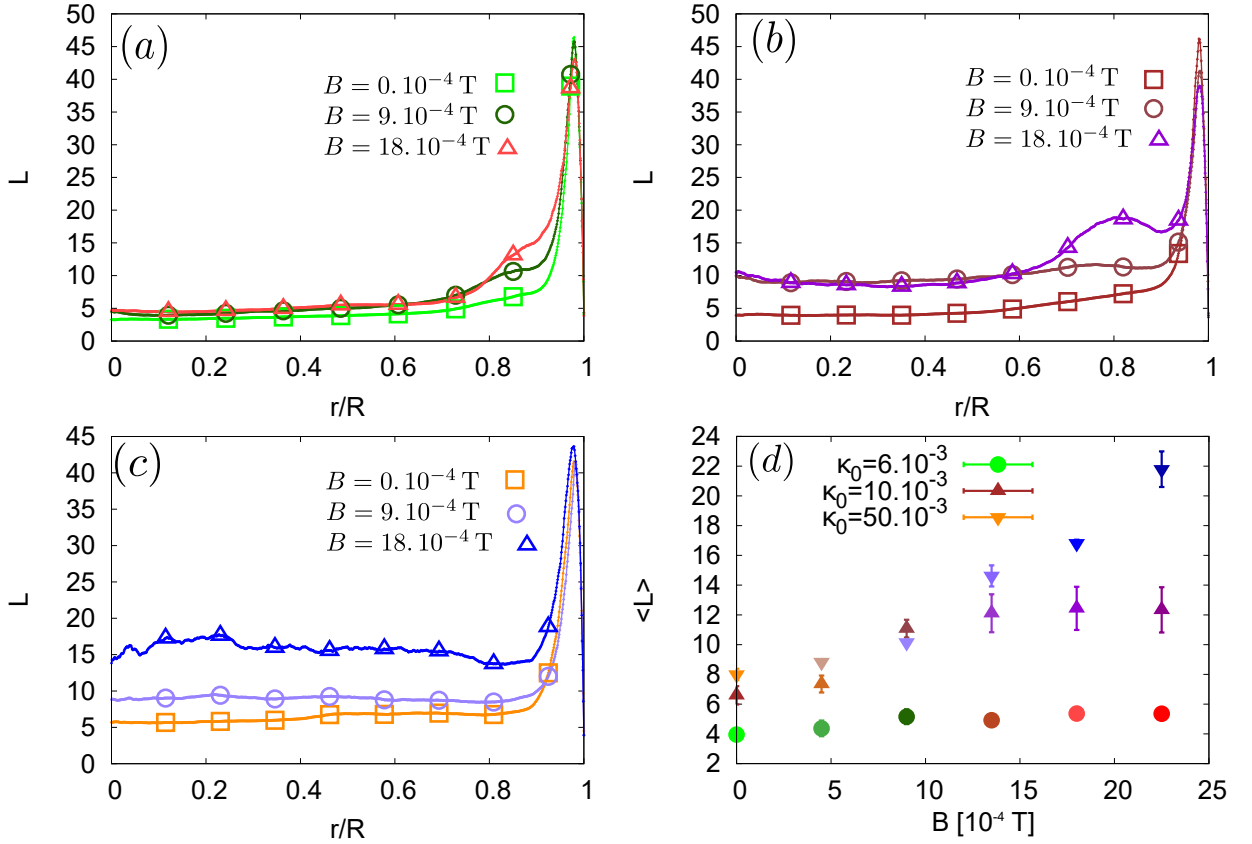 (a)
50
45
40
35
30
25
20
15
10
5
0
L
B = 0.10⁻⁴ T
B = 9.10⁻⁴ T
B = 18.10⁻⁴ T
0 0.2 0.4 0.6 0.8 1
r/R
(b)
50
45
40
35
30
25
20
15
10
5
0
L
B = 0.10⁻⁴ T
B = 9.10⁻⁴ T
B = 18.10⁻⁴ T
0 0.2 0.4 0.6 0.8 1
r/R
(c)
45
40
35
30
25
20
15
10
5
0
L
B = 0.10⁻⁴ T
B = 9.10⁻⁴ T
B = 18.10⁻⁴ T
0 0.2 0.4 0.6 0.8 1
r/R
(d)
24
22
20
18
16
14
12
10
8
6
4
2
<L>
κ₀=6.10⁻³
κ₀=10.10⁻³
κ₀=50.10⁻³
0 5 10 15 20 25
B [10⁻⁴ T]